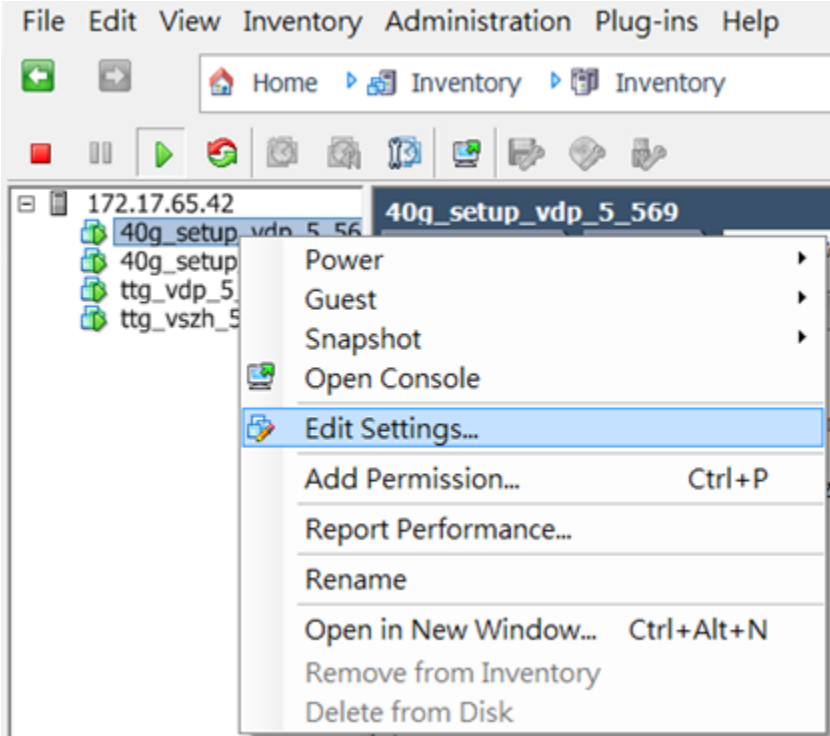 File Edit View Inventory Administration Plug-ins Help
Home Inventory Inventory
172.17.65.42
40g_setup_vdp_5_569
40g_setup_vdp_5_56
40g_setup
ttg_vdp_5
ttg_vszh_5
Power
Guest
Snapshot
Open Console
Edit Settings...
Add Permission... Ctrl+P
Report Performance...
Rename
Open in New Window... Ctrl+Alt+N
Remove from Inventory
Delete from Disk